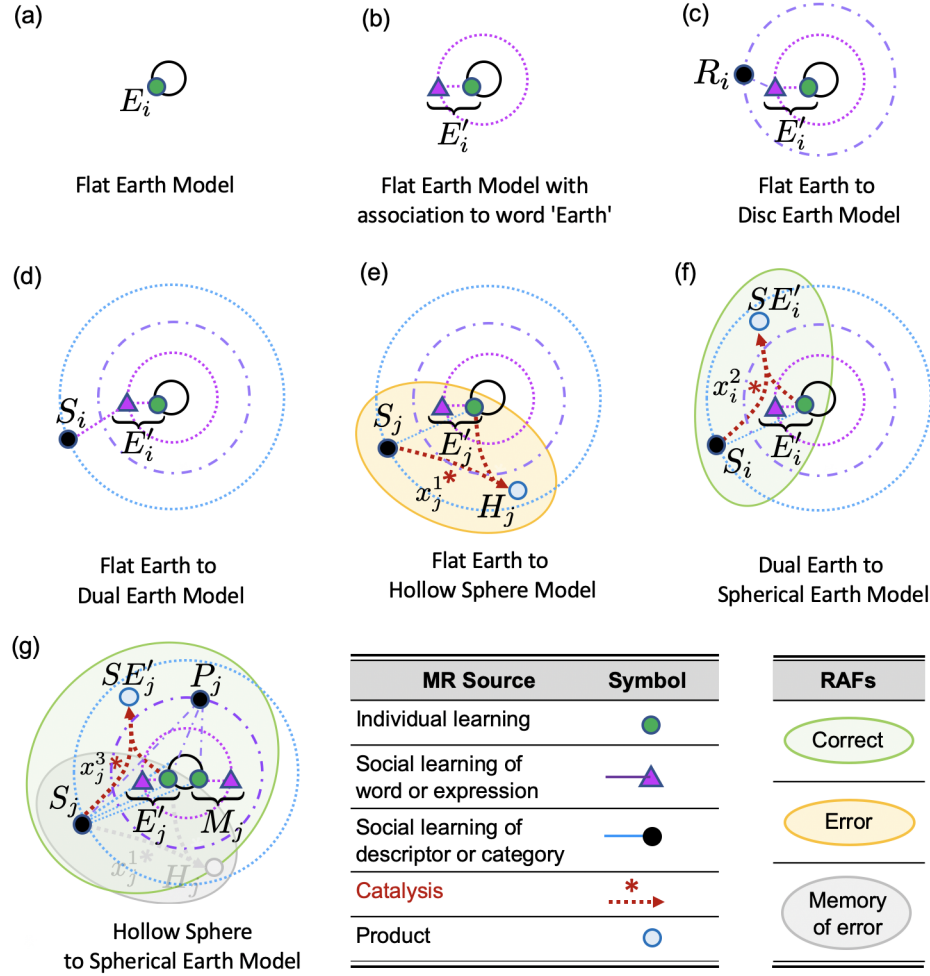 (a)
E_i
Flat Earth Model
(b)
E'_i
Flat Earth Model with
association to word 'Earth'
(c)
R_i
E'_i
Flat Earth to
Disc Earth Model
(d)
S_i
E'_i
Flat Earth to
Dual Earth Model
(e)
S_j
E'_j
x_j^1 *
H_j
Flat Earth to
Hollow Sphere Model
(f)
SE'_i
x_i^2 *
E'_i
S_i
Dual Earth to
Spherical Earth Model
(g)
SE'_j
P_j
x_j^3 *
S_j
E'_j
M_j
x_j^1 *
H_j
Hollow Sphere
to Spherical Earth Model
MR Source Symbol
Individual learning
Social learning of
word or expression
Social learning of
descriptor or category
Catalysis *
Product
RAFs
Correct
Error
Memory
of error